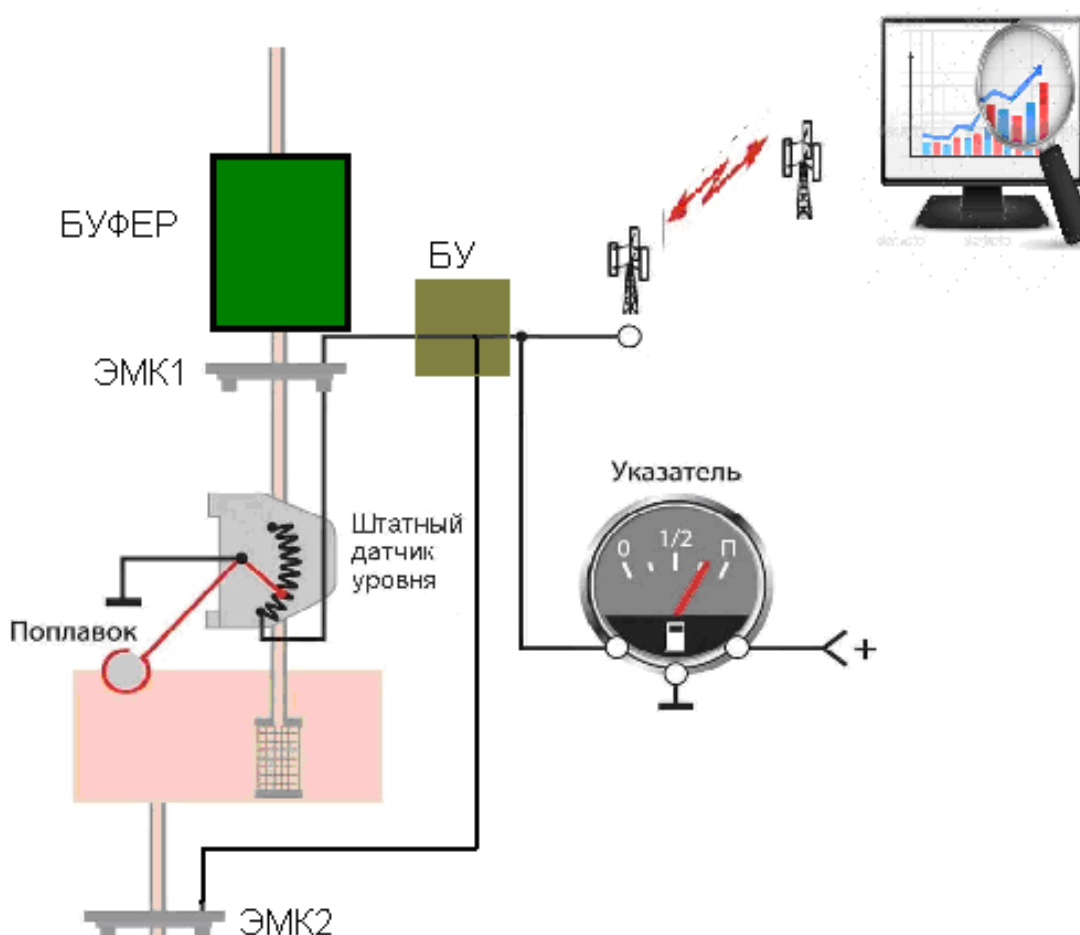 БУФЕР
БУ
ЭМК1
Указатель
0 1/2 П
Штатный
датчик
уровня
Поплавок
+
ЭМК2